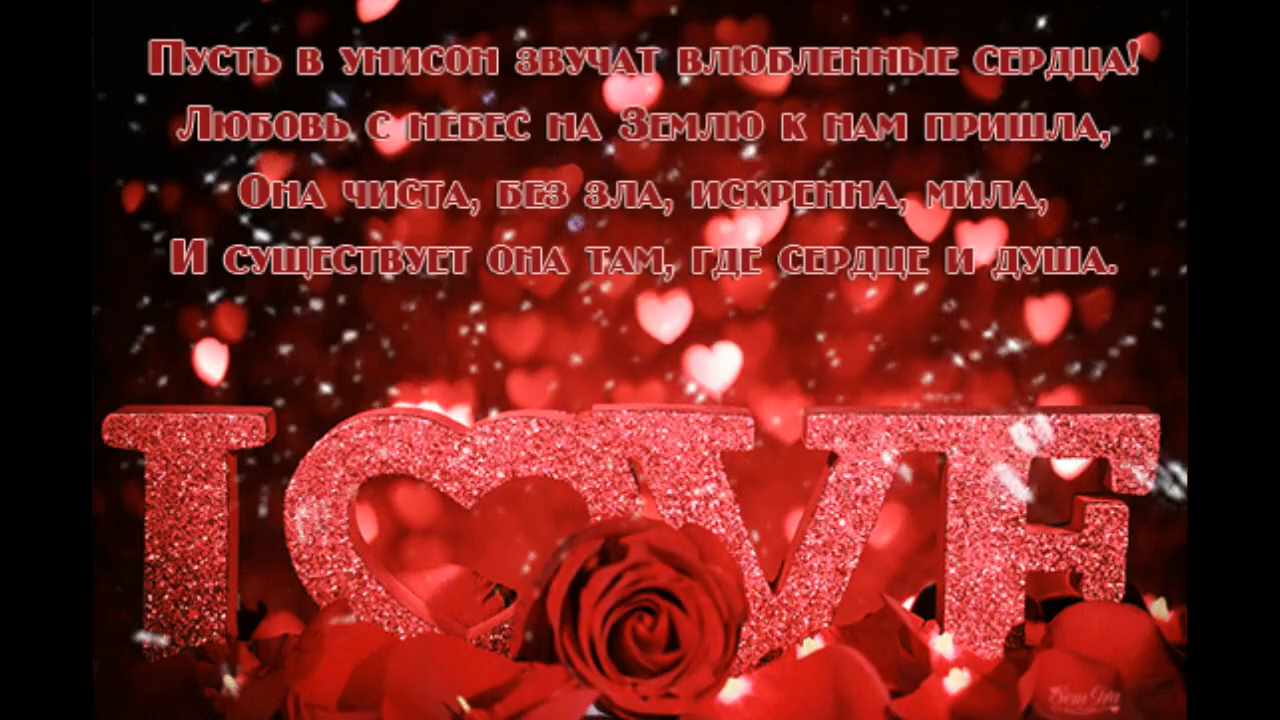 Пусть в унисон звучат влюбленные сердца!
Любовь с небес на Землю к нам пришла,
Она чиста, без зла, искренна, мила,
И существует она там, где сердце и душа.
LOVE